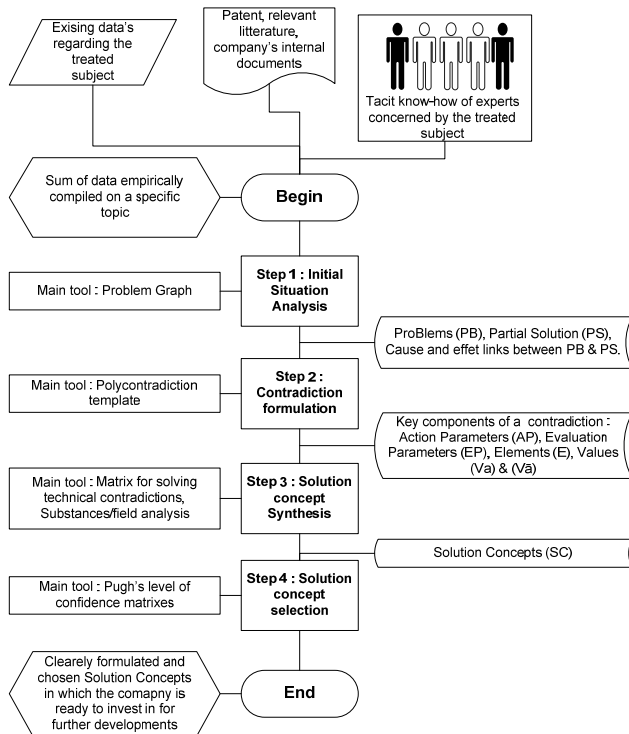 Exising data's
regarding the
treated
subject
Patent, relevant
litterature,
company's internal
documents
Tacit know-how of experts
concerned by the treated
subject
Sum of data empirically
compiled on a specific
topic
Begin
Main tool : Problem Graph
Step 1 : Initial
Situation
Analysis
ProBlems (PB), Partial Solution (PS),
Cause and effet links between PB & PS.
Main tool : Polycontradiction
template
Step 2 :
Contradiction
formulation
Key components of a contradiction :
Action Parameters (AP), Evaluation
Parameters (EP), Elements (E), Values
(Va) & (Vā)
Main tool : Matrix for solving
technical contradictions,
Substances/field analysis
Step 3 : Solution
concept
Synthesis
Solution Concepts (SC)
Main tool : Pugh's level of
confidence matrixes
Step 4 : Solution
concept
selection
Clearely formulated and
chosen Solution Concepts
in which the comapny is
ready to invest in for
further developments
End